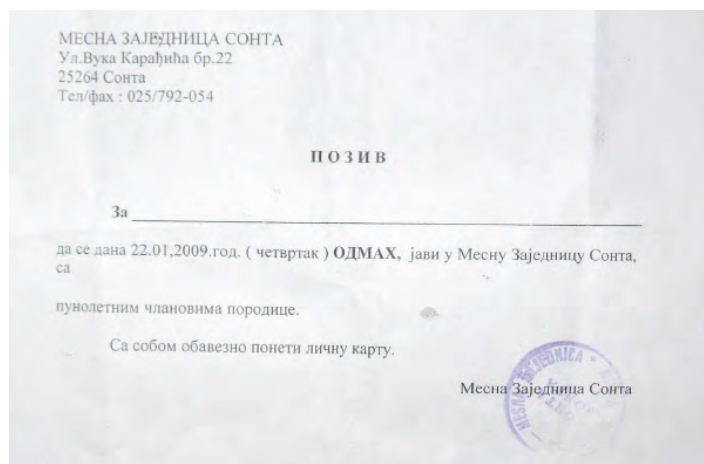 МЕСНА ЗАЈЕДНИЦА СОНТА
Ул.Вука Караџића бр.22
25264 Сонта
Тел/фах : 025/792-054
П О З И В
За
да се дана 22.01,2009.год. ( четвртак ) ОДМАХ, јави у Месну Заједницу Сонта,
са
пунолетним члановима породице.
Са собом обавезно понети личну карту.
Месна Заједница Сонта
MESNA ZAJEDNICA